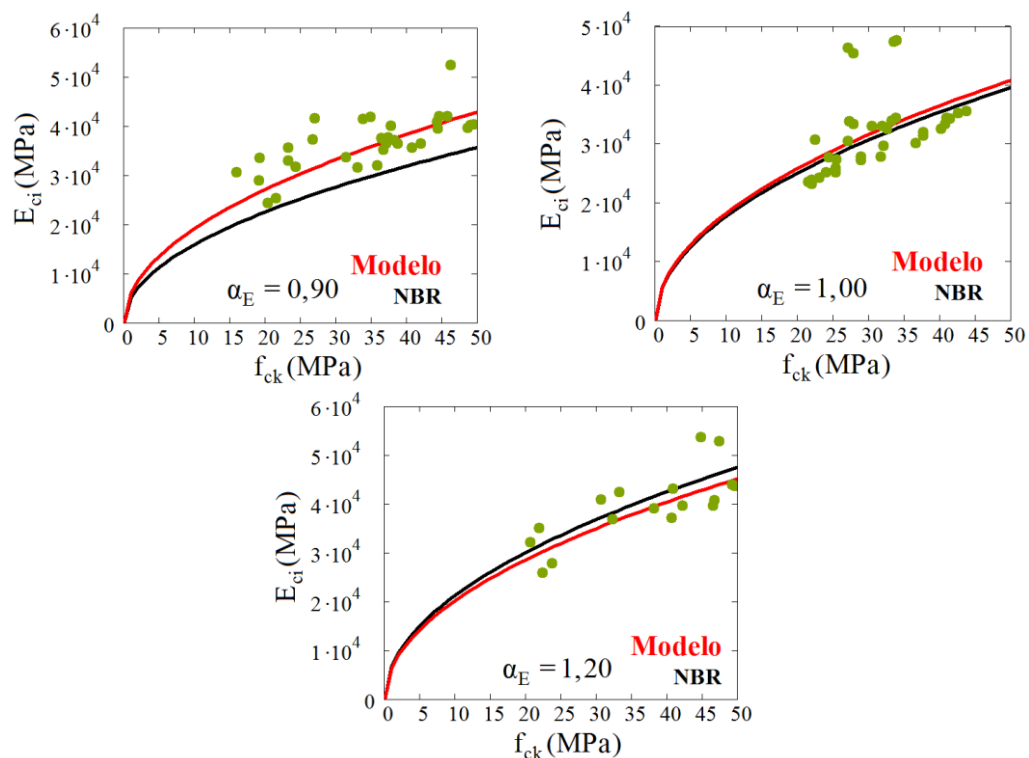 6·10⁴
5·10⁴
4·10⁴
3·10⁴
2·10⁴
1·10⁴
0
E_ci (MPa)
Modelo
NBR
α_E = 0,90
0 5 10 15 20 25 30 35 40 45 50
f_ck (MPa)
5·10⁴
4·10⁴
3·10⁴
2·10⁴
1·10⁴
0
E_ci (MPa)
Modelo
NBR
α_E = 1,00
0 5 10 15 20 25 30 35 40 45 50
f_ck (MPa)
6·10⁴
5·10⁴
4·10⁴
3·10⁴
2·10⁴
1·10⁴
0
E_ci (MPa)
Modelo
NBR
α_E = 1,20
0 5 10 15 20 25 30 35 40 45 50
f_ck (MPa)